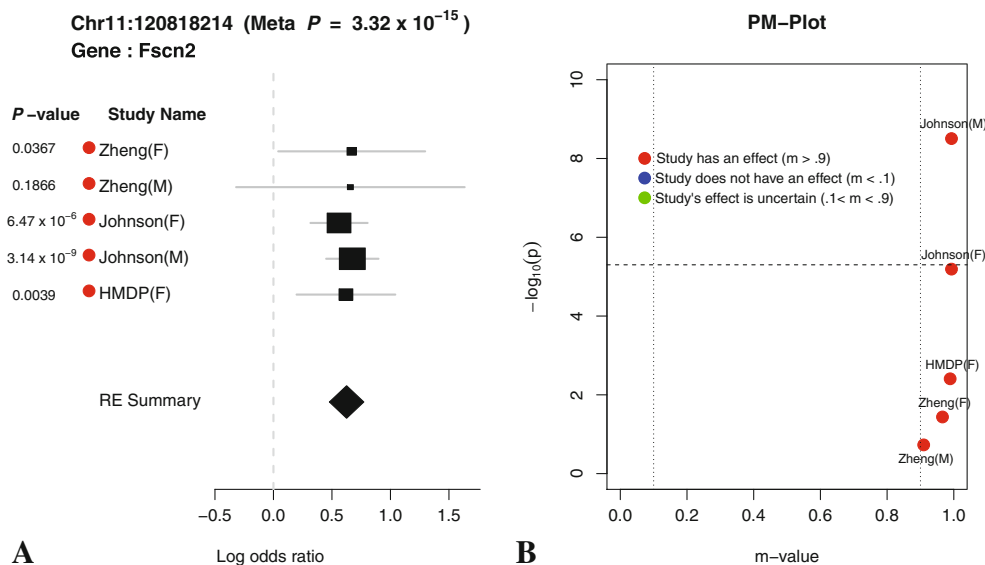 Chr11:120818214 (Meta P = 3.32 x 10⁻¹⁵)
Gene : Fscn2
P −value Study Name
0.0367 Zheng(F)
0.1866 Zheng(M)
6.47 x 10⁻⁶ Johnson(F)
3.14 x 10⁻⁹ Johnson(M)
0.0039 HMDP(F)
RE Summary
−0.5 0.0 0.5 1.0 1.5
Log odds ratio
A
PM−Plot
10
8
6
4
2
0
−log₁₀(p)
Johnson(M)
Study has an effect (m > .9)
Study does not have an effect (m < .1)
Study's effect is uncertain (.1< m < .9)
Johnson(F)
HMDP(F)
Zheng(F)
Zheng(M)
0.0 0.2 0.4 0.6 0.8 1.0
m−value
B